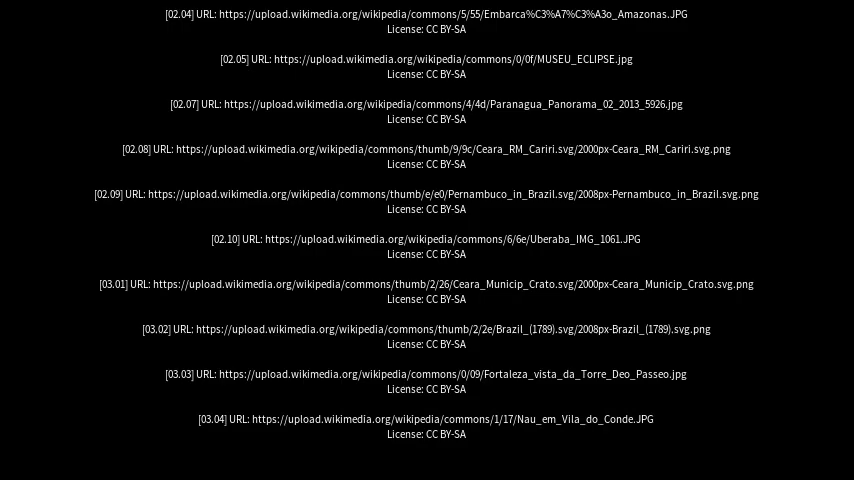 [02.04] URL: https://upload.wikimedia.org/wikipedia/commons/5/55/Embarca%C3%A7%C3%A3o_Amazonas.JPG
License: CC BY-SA
[02.05] URL: https://upload.wikimedia.org/wikipedia/commons/0/0f/MUSEU_ECLIPSE.jpg
License: CC BY-SA
[02.07] URL: https://upload.wikimedia.org/wikipedia/commons/4/4d/Paranagua_Panorama_02_2013_5926.jpg
License: CC BY-SA
[02.08] URL: https://upload.wikimedia.org/wikipedia/commons/thumb/9/9c/Ceara_RM_Cariri.svg/2000px-Ceara_RM_Cariri.svg.png
License: CC BY-SA
[02.09] URL: https://upload.wikimedia.org/wikipedia/commons/thumb/e/e0/Pernambuco_in_Brazil.svg/2008px-Pernambuco_in_Brazil.svg.png
License: CC BY-SA
[02.10] URL: https://upload.wikimedia.org/wikipedia/commons/6/6e/Uberaba_IMG_1061.JPG
License: CC BY-SA
[03.01] URL: https://upload.wikimedia.org/wikipedia/commons/thumb/2/26/Ceara_Municip_Crato.svg/2000px-Ceara_Municip_Crato.svg.png
License: CC BY-SA
[03.02] URL: https://upload.wikimedia.org/wikipedia/commons/thumb/2/2e/Brazil_(1789).svg/2008px-Brazil_(1789).svg.png
License: CC BY-SA
[03.03] URL: https://upload.wikimedia.org/wikipedia/commons/0/09/Fortaleza_vista_da_Torre_Deo_Passeo.jpg
License: CC BY-SA
[03.04] URL: https://upload.wikimedia.org/wikipedia/commons/1/17/Nau_em_Vila_do_Conde.JPG
License: CC BY-SA